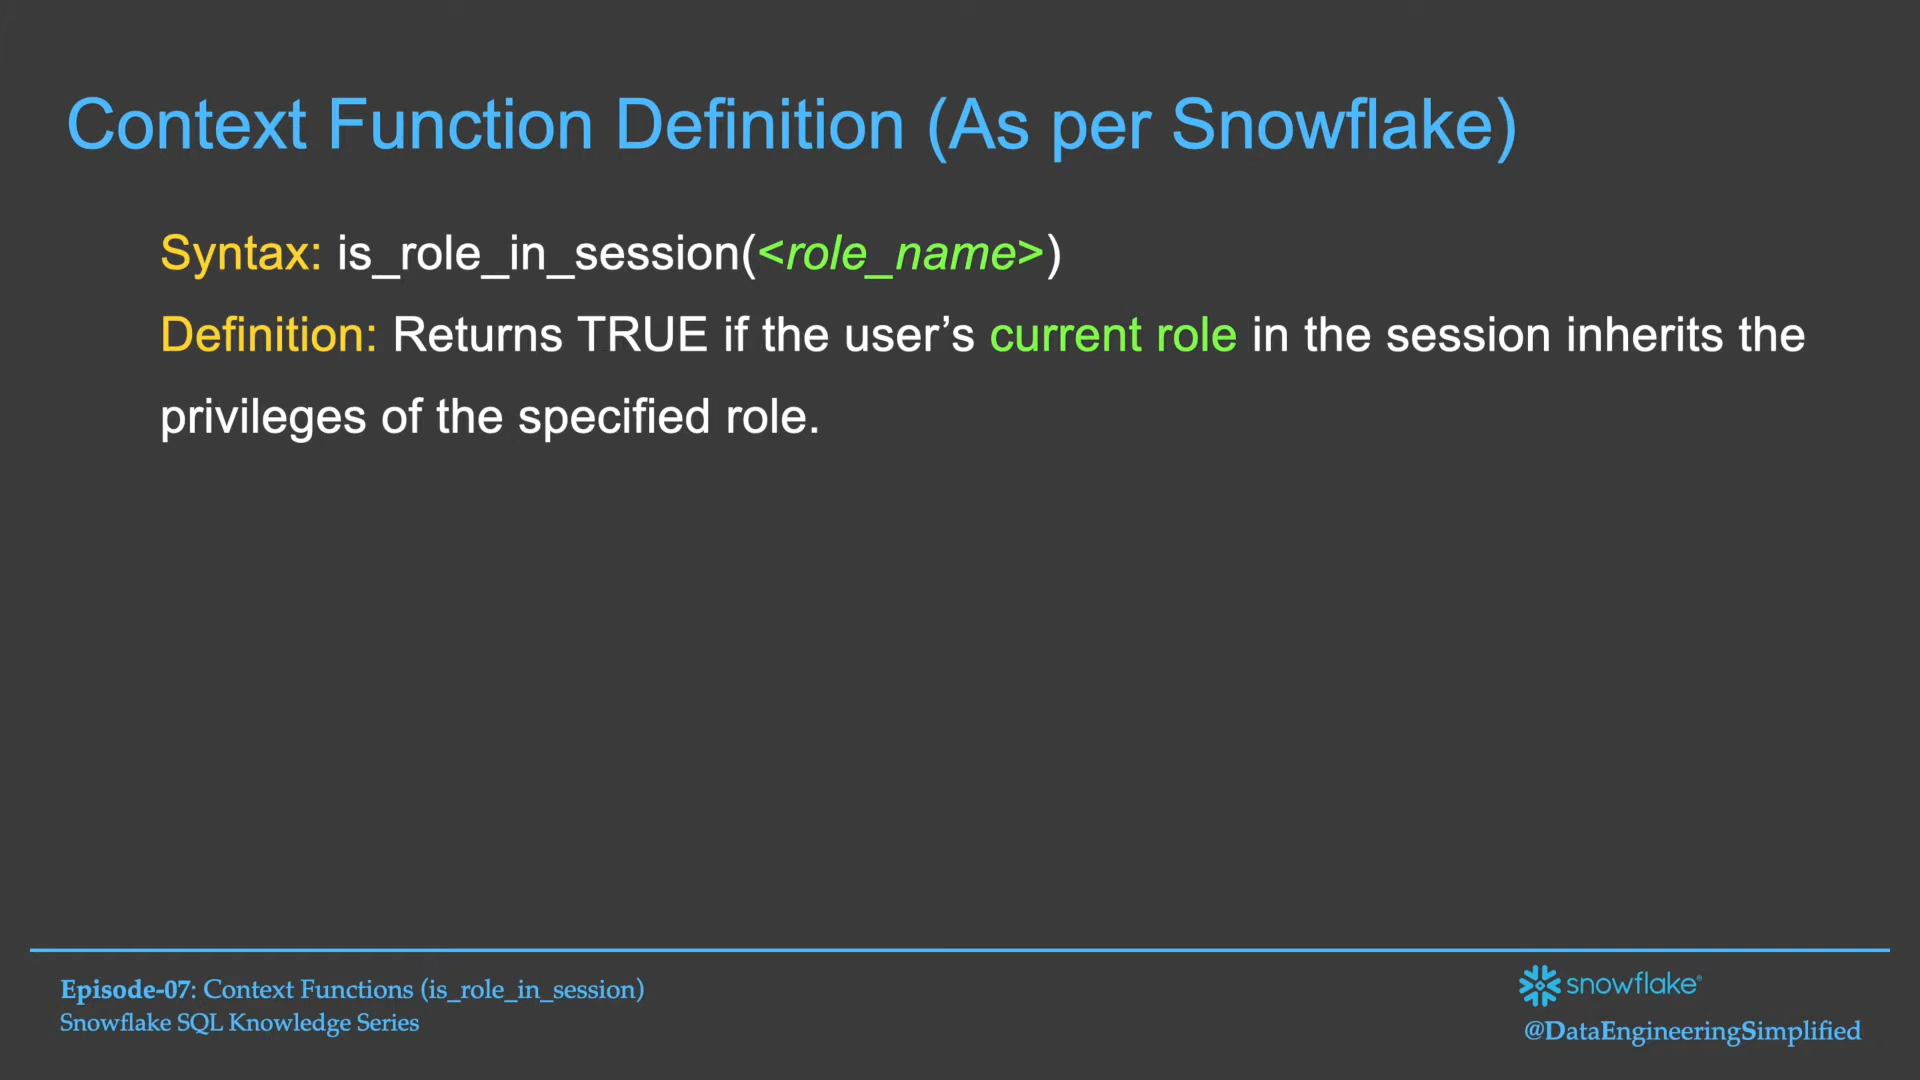 Context Function Definition (As per Snowflake)
Syntax: is_role_in_session(<role_name>)
Definition: Returns TRUE if the user’s current role in the session inherits the
privileges of the specified role.
Episode-07: Context Functions (is_role_in_session)
Snowflake SQL Knowledge Series
snowflake®
@DataEngineeringSimplified